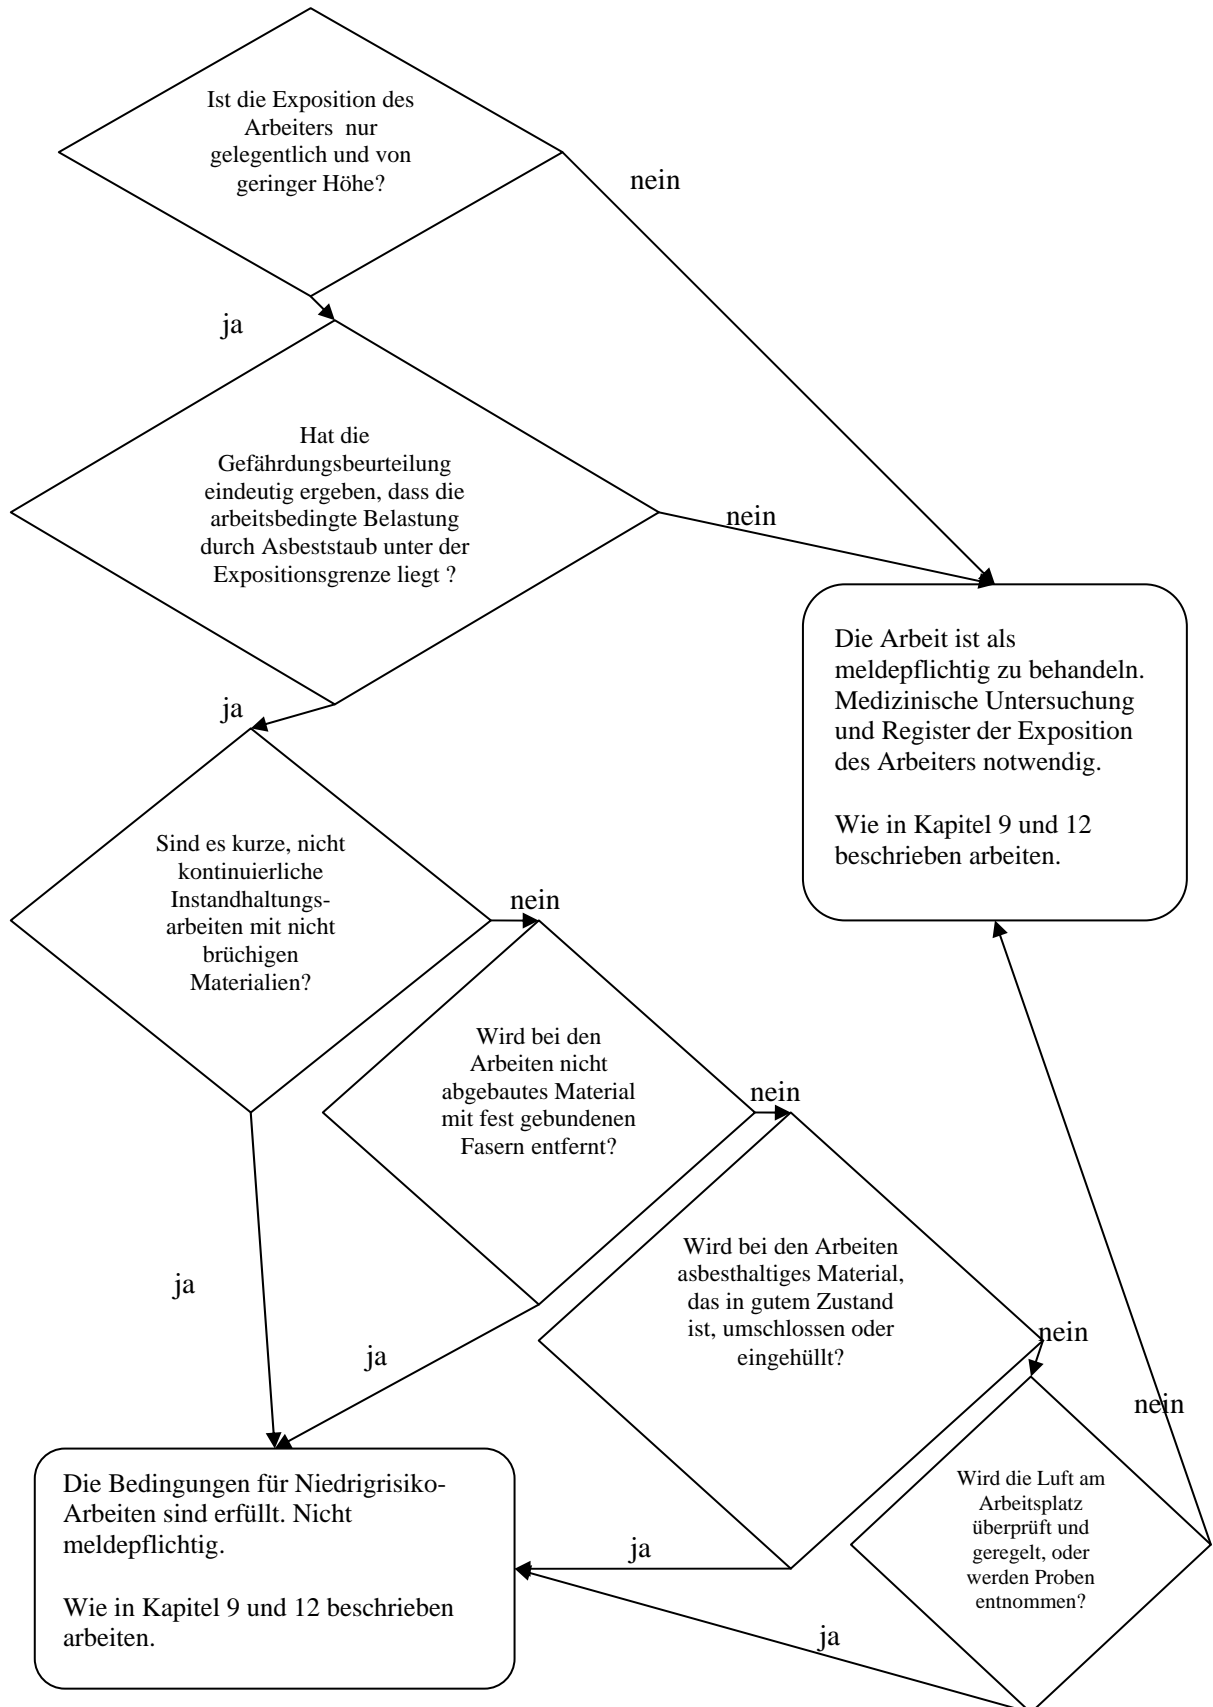 Ist die Exposition des
Arbeiters nur
gelegentlich und von
geringer Höhe?
nein
ja
Hat die
Gefährdungsbeurteilung
eindeutig ergeben, dass die
arbeitsbedingte Belastung
durch Asbeststaub unter der
Expositionsgrenze liegt ?
nein
Die Arbeit ist als
meldepflichtig zu behandeln.
Medizinische Untersuchung
und Register der Exposition
des Arbeiters notwendig.
Wie in Kapitel 9 und 12
beschrieben arbeiten.
ja
Sind es kurze, nicht
kontinuierliche
Instandhaltungs-
arbeiten mit nicht
brüchigen
Materialien?
nein
Wird bei den
Arbeiten nicht
abgebautes Material
mit fest gebundenen
Fasern entfernt?
nein
Wird bei den Arbeiten
asbesthaltiges Material,
das in gutem Zustand
ist, umschlossen oder
eingehüllt?
ja
ja
nein
nein
Die Bedingungen für Niedrigrisiko-
Arbeiten sind erfüllt. Nicht
meldepflichtig.
Wie in Kapitel 9 und 12 beschrieben
arbeiten.
Wird die Luft am
Arbeitsplatz
überprüft und
geregelt, oder
werden Proben
entnommen?
ja
ja